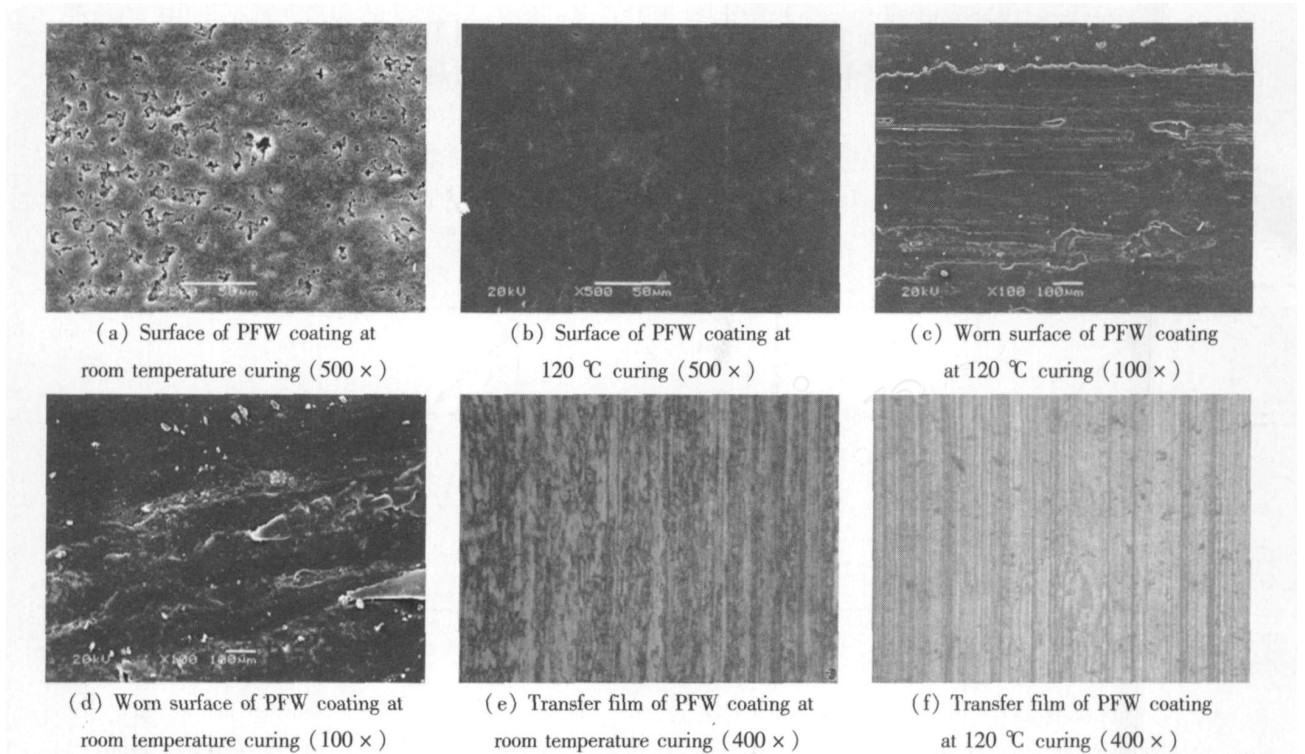 50μm
20kV X500 50μm
20kV X100 100μm
(a) Surface of PFW coating at
room temperature curing (500 ×)
(b) Surface of PFW coating at
120 ℃ curing (500 ×)
(c) Worn surface of PFW coating
at 120 ℃ curing (100 ×)
20kV X100 100μm
(d) Worn surface of PFW coating at
room temperature curing (100 ×)
(e) Transfer film of PFW coating at
room temperature curing (400 ×)
(f) Transfer film of PFW coating
at 120 ℃ curing (400 ×)